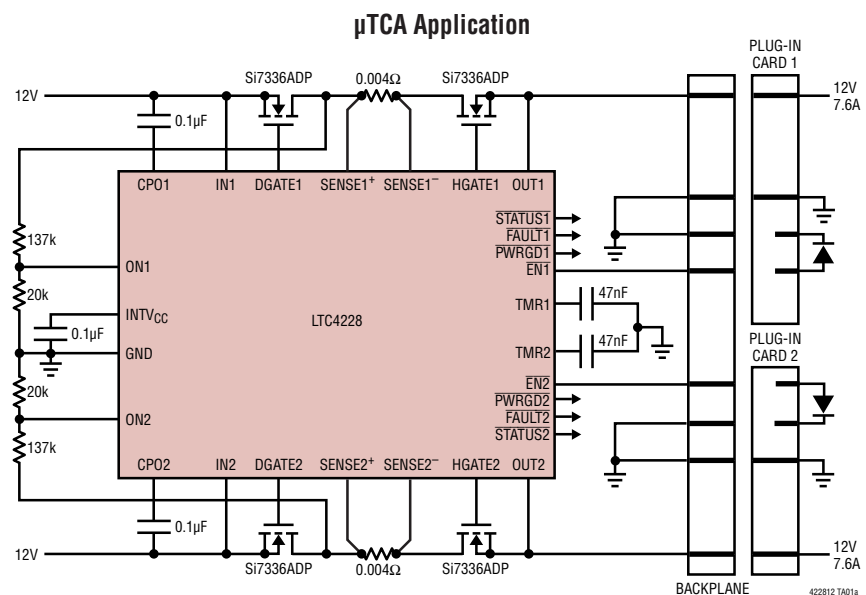 µTCA Application
PLUG-IN
CARD 1
Si7336ADP
0.004Ω
Si7336ADP
12V
12V
7.6A
0.1µF
CPO1
IN1
DGATE1
SENSE1+
SENSE1−
HGATE1
OUT1
STATUS1
FAULT1
PWRGD1
EN1
137k
ON1
20k
INTVCC
0.1µF
GND
LTC4228
TMR1
47nF
TMR2
47nF
PLUG-IN
CARD 2
20k
ON2
137k
EN2
PWRGD2
FAULT2
STATUS2
CPO2
IN2
DGATE2
SENSE2+
SENSE2−
HGATE2
OUT2
0.1µF
12V
Si7336ADP
0.004Ω
Si7336ADP
12V
7.6A
BACKPLANE
422812 TA01a